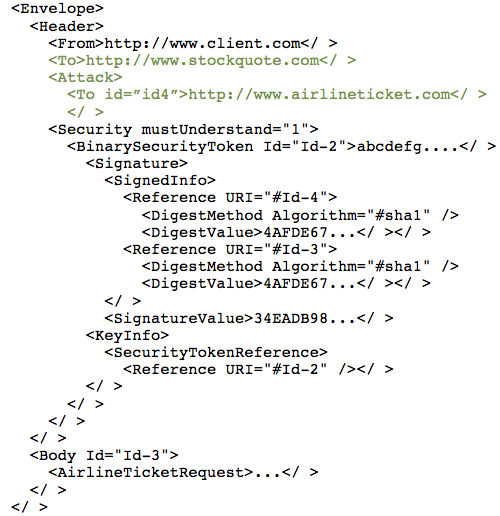 <Envelope>
<Header>
<From>http://www.client.com</ >
<To>http://www.stockquote.com</ >
<Attack>
<To id=”id4”>http://www.airlineticket.com</ >
</ >
<Security mustUnderstand="1">
<BinarySecurityToken Id="Id-2">abcdefg....</ >
<Signature>
<SignedInfo>
<Reference URI="#Id-4">
<DigestMethod Algorithm="#sha1" />
<DigestValue>4AFDE67...</ ></ >
<Reference URI="#Id-3">
<DigestMethod Algorithm="#sha1" />
<DigestValue>4AFDE67...</ ></ >
</ >
<SignatureValue>34EADB98...</ >
<KeyInfo>
<SecurityTokenReference>
<Reference URI="#Id-2" /></ >
</ >
</ >
</ >
</ >
<Body Id="Id-3">
<AirlineTicketRequest>...</ >
</ >
</ >